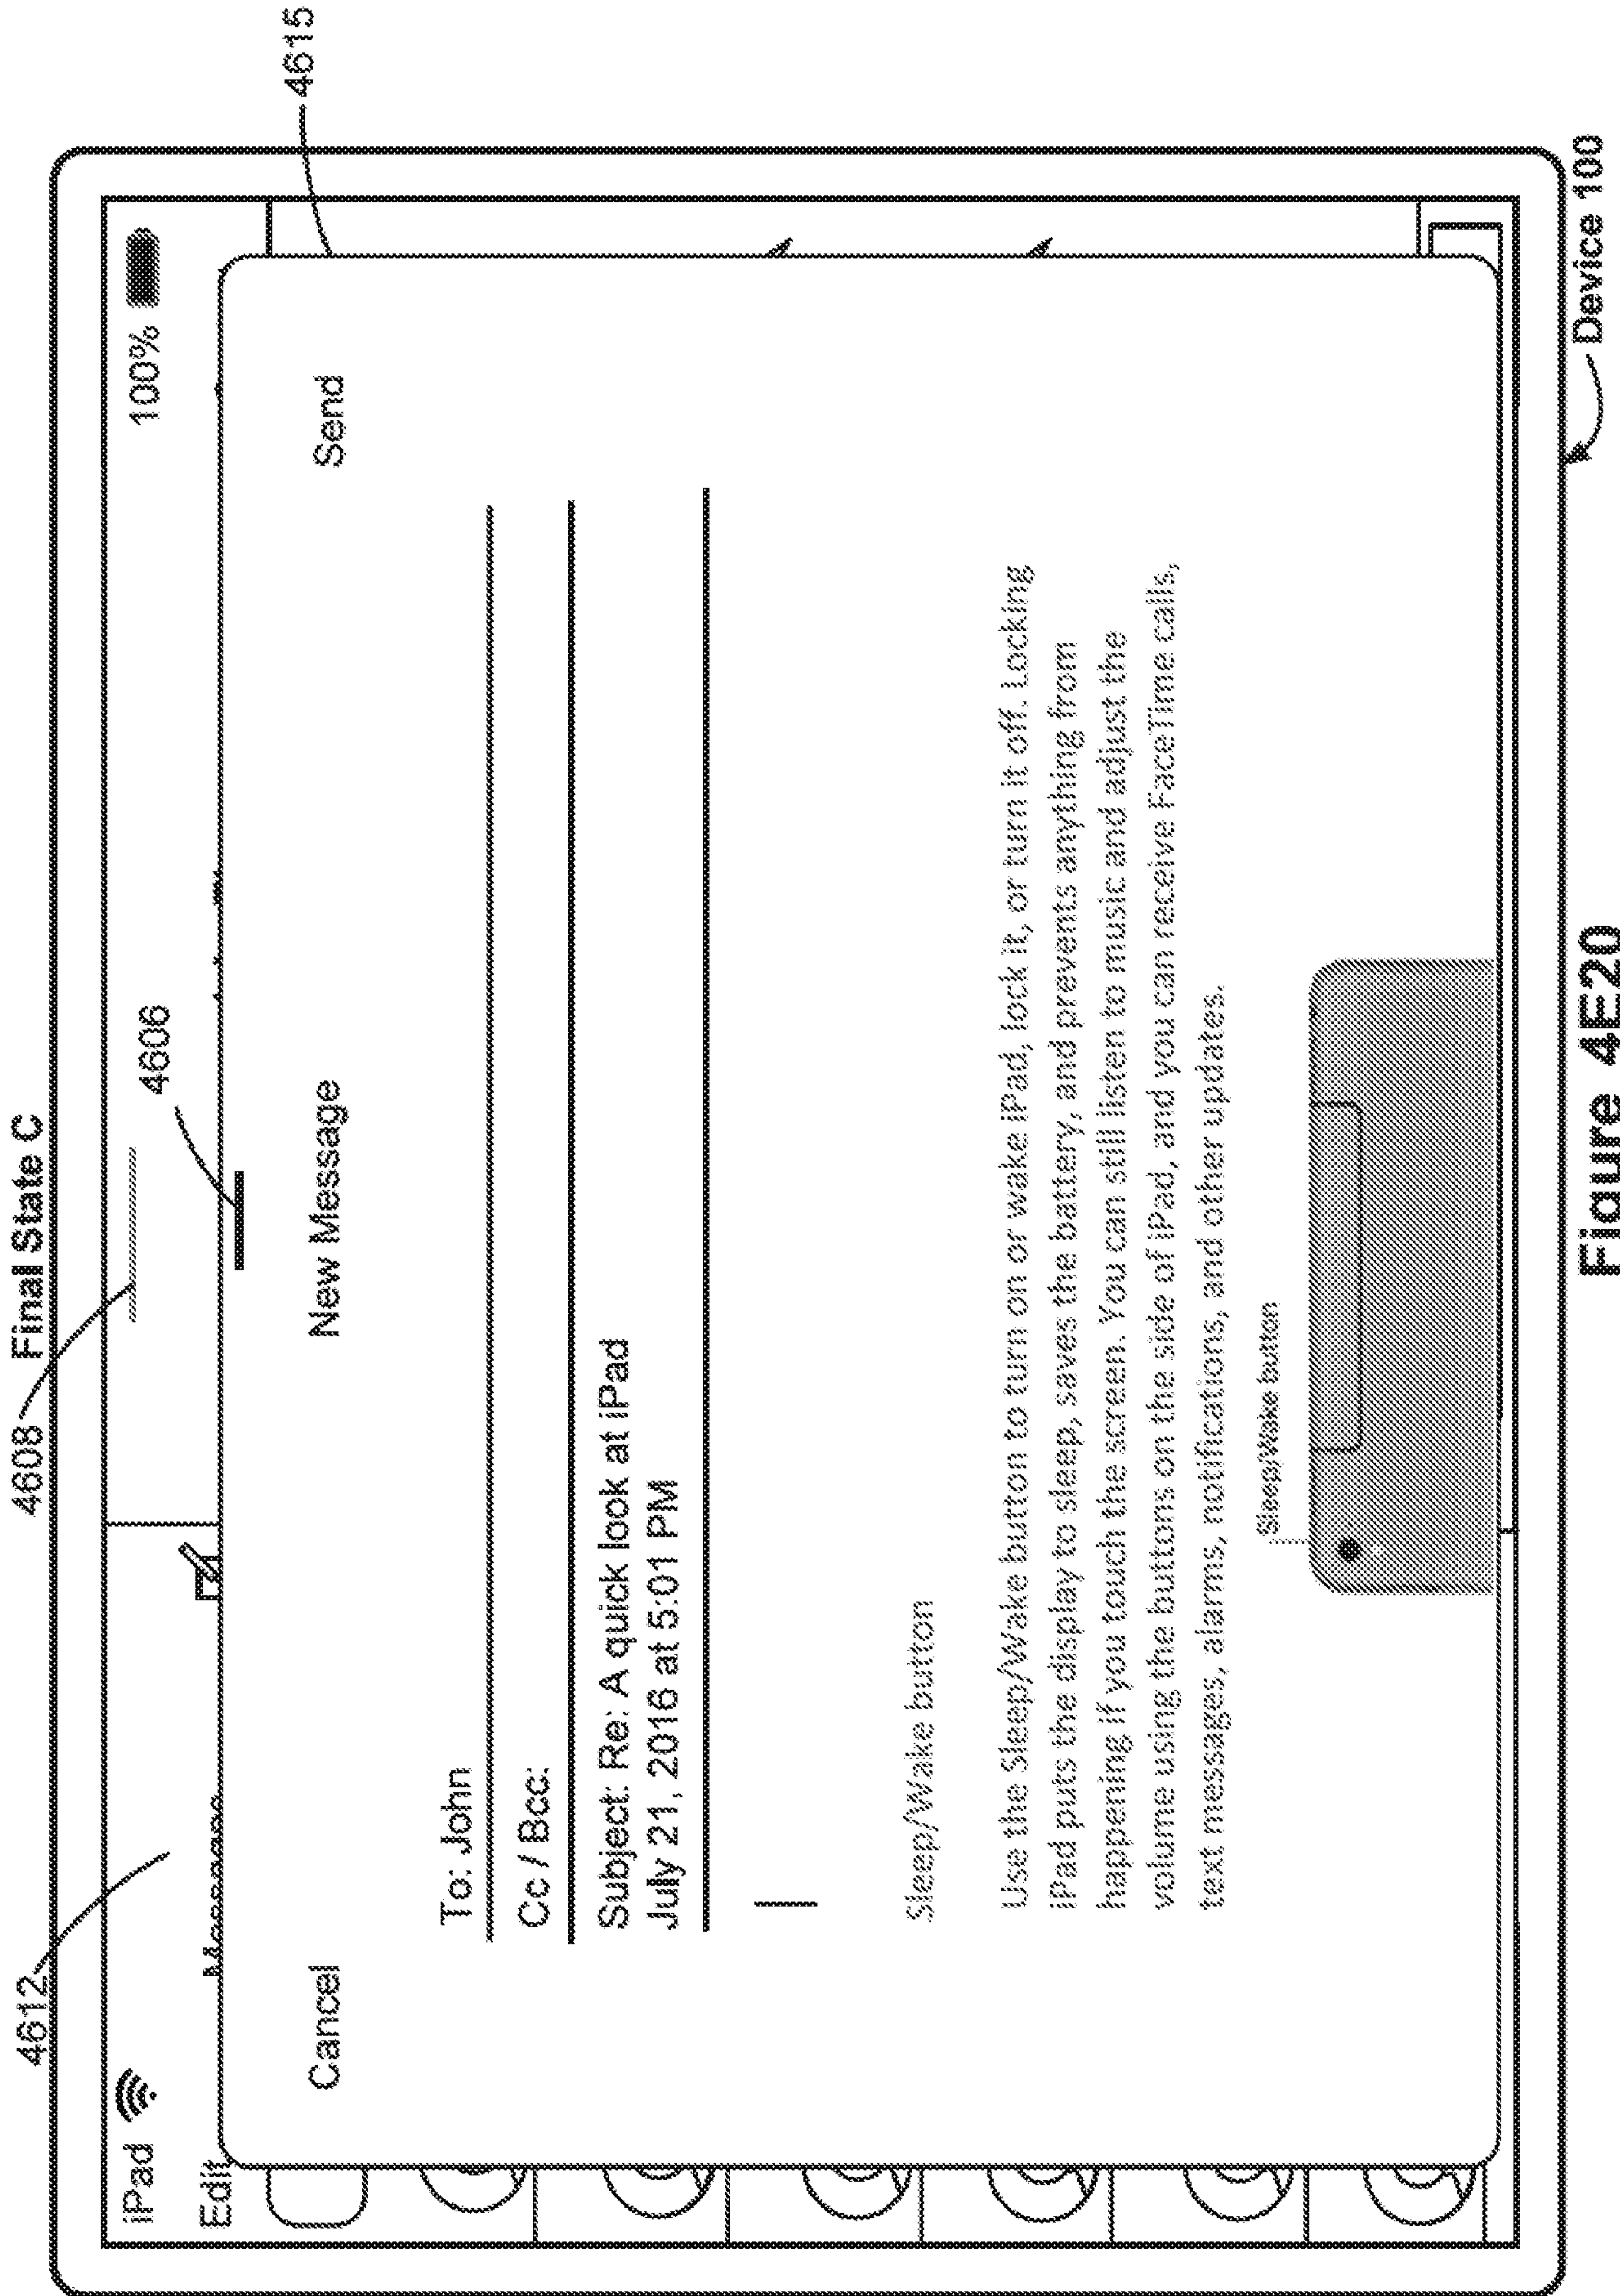 Final State C
4608
4612
4606
4615
iPad
100%
Edit
Messages
Cancel
New Message
Send
To: John
Cc / Bcc:
Subject: Re: A quick look at iPad
July 21, 2016 at 5:01 PM
Sleep/Wake button
Use the Sleep/Wake button to turn on or wake iPad, lock it, or turn it off. Locking
iPad puts the display to sleep, saves the battery, and prevents anything from
happening if you touch the screen. You can still listen to music and adjust the
volume using the buttons on the side of iPad, and you can receive FaceTime calls,
text messages, alarms, notifications, and other updates.
Sleep/Wake button
Device 100
Figure 4E20